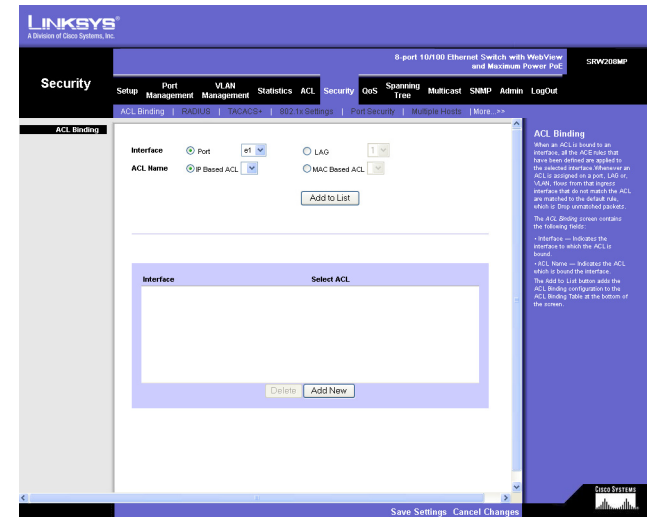 LINKSYS®
A Division of Cisco Systems, Inc.
8-port 10/100 Ethernet Switch with WebView and Maximum Power PoE
SRW208MP
Security
Setup Port Management VLAN Management Statistics ACL Security QoS Spanning Tree Multicast SNMP Admin LogOut
ACL Binding | RADIUS | TACACS+ | 802.1x Settings | Port Security | Multiple Hosts | More...>>
ACL Binding
Interface Port e1 LAG 1
ACL Name IP Based ACL MAC Based ACL
Add to List
Interface Select ACL
Delete Add New
ACL Binding
When an ACL is bound to an
interface, all the ACE rules that
have been defined are applied to
the selected interface.Whenever an
ACL is assigned on a port, LAG or,
VLAN, flows from that ingress
interface that do not match the ACL
are matched to the default rule,
which is Drop unmatched packets.
The ACL Binding screen contains
the following fields:
• Interface — Indicates the
interface to which the ACL is
bound.
• ACL Name — Indicates the ACL
which is bound the interface.
The Add to List button adds the
ACL Binding configuration to the
ACL Binding Table at the bottom of
the screen.
Save Settings Cancel Changes
CISCO SYSTEMS